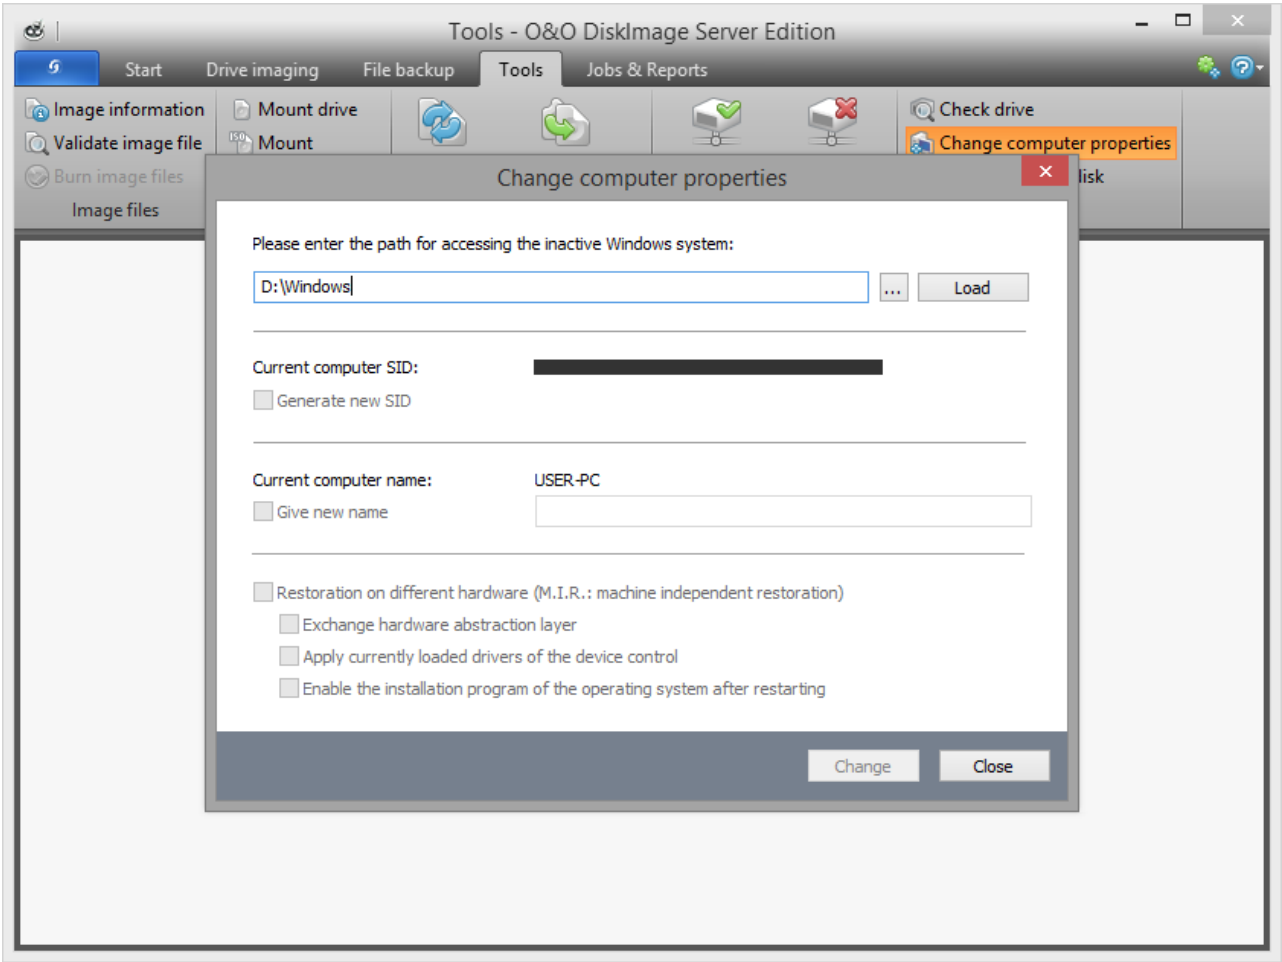 Tools - O&O DiskImage Server Edition
Start Drive imaging File backup Tools Jobs & Reports
Image information Mount drive Check drive
Validate image file ISO Mount Change computer properties
Burn image files
Image files
Change computer properties
Please enter the path for accessing the inactive Windows system:
D:\Windows ... Load
Current computer SID:
Generate new SID
Current computer name: USER-PC
Give new name
Restoration on different hardware (M.I.R.: machine independent restoration)
Exchange hardware abstraction layer
Apply currently loaded drivers of the device control
Enable the installation program of the operating system after restarting
Change Close